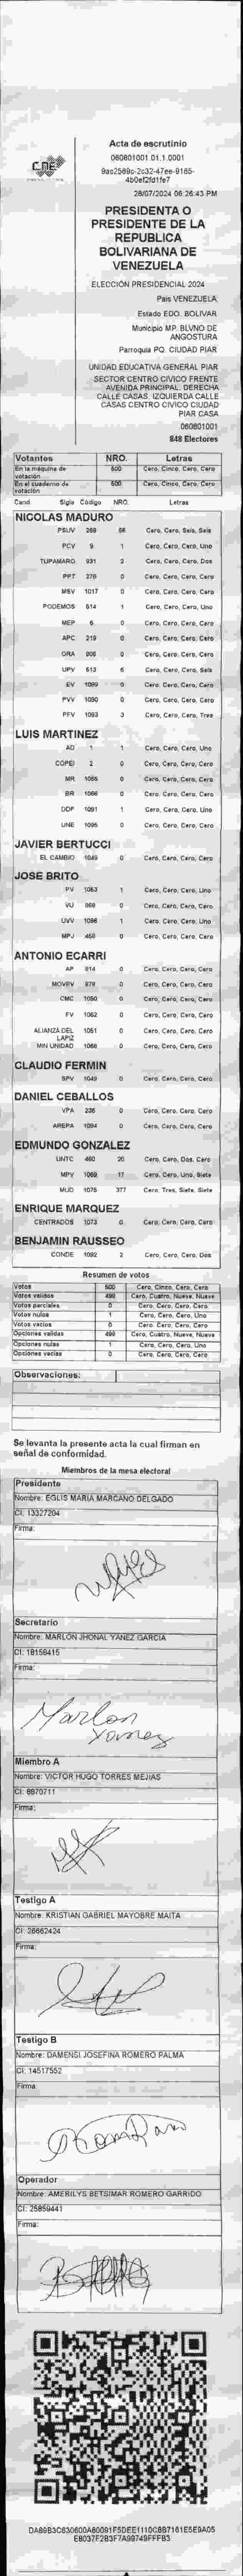 CNE
Acta de escrutinio
060801001.01.1.0001
9ac2569c-2c32-47ee-9165-
4b0ef2fd1fe7
28/07/2024 06:26:43 PM
PRESIDENTA O
PRESIDENTE DE LA
REPUBLICA
BOLIVARIANA DE
VENEZUELA
ELECCIÓN PRESIDENCIAL 2024
Pais VENEZUELA
Estado EDO. BOLIVAR
Municipio MP. BLVNO DE
ANGOSTURA
Parroquia PQ. CIUDAD PIAR
UNIDAD EDUCATIVA GENERAL PIAR
SECTOR CENTRO CIVICO FRENTE
AVENIDA PRINCIPAL. DERECHA
CALLE CASAS. IZQUIERDA CALLE
CASAS CENTRO CIVICO CIUDAD
PIAR CASA
060801001
848 Electores
Votantes NRO. Letras
En la máquina de votación 500 Cero, Cinco, Cero, Cero
En el cuaderno de votación 500 Cero, Cinco, Cero, Cero
Cand. Sigla Código NRO. Letras
NICOLAS MADURO
PSUV 268 66 Cero, Cero, Seis, Seis
PCV 9 1 Cero, Cero, Cero, Uno
TUPAMARO 931 2 Cero, Cero, Cero, Dos
PPT 276 0 Cero, Cero, Cero, Cero
MSV 1017 0 Cero, Cero, Cero, Cero
PODEMOS 514 1 Cero, Cero, Cero, Uno
MEP 6 0 Cero, Cero, Cero, Cero
APC 219 0 Cero, Cero, Cero, Cero
ORA 906 0 Cero, Cero, Cero, Cero
UPV 513 6 Cero, Cero, Cero, Seis
EV 1089 0 Cero, Cero, Cero, Cero
PVV 1090 0 Cero, Cero, Cero, Cero
PFV 1093 3 Cero, Cero, Cero, Tres
LUIS MARTINEZ
AD 1 1 Cero, Cero, Cero, Uno
COPEI 2 0 Cero, Cero, Cero, Cero
MR 1065 0 Cero, Cero, Cero, Cero
BR 1066 0 Cero, Cero, Cero, Cero
DDP 1091 1 Cero, Cero, Cero, Uno
UNE 1095 0 Cero, Cero, Cero, Cero
JAVIER BERTUCCI
EL CAMBIO 1049 0 Cero, Cero, Cero, Cero
JOSE BRITO
PV 1053 1 Cero, Cero, Cero, Uno
VU 968 0 Cero, Cero, Cero, Cero
UVV 1096 1 Cero, Cero, Cero, Uno
MPJ 458 0 Cero, Cero, Cero, Cero
ANTONIO ECARRI
AP 914 0 Cero, Cero, Cero, Cero
MOVEV 979 0 Cero, Cero, Cero, Cero
CMC 1050 0 Cero, Cero, Cero, Cero
FV 1052 0 Cero, Cero, Cero, Cero
ALIANZA DEL LAPIZ 1051 0 Cero, Cero, Cero, Cero
MIN UNIDAD 1068 0 Cero, Cero, Cero, Cero
CLAUDIO FERMIN
SPV 1048 0 Cero, Cero, Cero, Cero
DANIEL CEBALLOS
VPA 236 0 Cero, Cero, Cero, Cero
AREPA 1094 0 Cero, Cero, Cero, Cero
EDMUNDO GONZALEZ
UNTC 460 20 Cero, Cero, Dos, Cero
MPV 1069 17 Cero, Cero, Uno, Siete
MUD 1076 377 Cero, Tres, Siete, Siete
ENRIQUE MARQUEZ
CENTRADOS 1073 0 Cero, Cero, Cero, Cero
BENJAMIN RAUSSEO
CONDE 1092 2 Cero, Cero, Cero, Dos
Resumen de votos
Votos 500 Cero, Cinco, Cero, Cero
Votos validos 499 Cero, Cuatro, Nueve, Nueve
Votos parciales 0 Cero, Cero, Cero, Cero
Votos nulos 1 Cero, Cero, Cero, Uno
Votos vacíos 0 Cero, Cero, Cero, Cero
Opciones validas 499 Cero, Cuatro, Nueve, Nueve
Opciones nulas 1 Cero, Cero, Cero, Uno
Opciones vacías 0 Cero, Cero, Cero, Cero
Observaciones:
Se levanta la presente acta la cual firman en
señal de conformidad.
Miembros de la mesa electoral
Presidente
Nombre: EGLIS MARIA MARCANO DELGADO
CI: 13327204
Firma:
Secretario
Nombre: MARLON JHONAL YANEZ GARCIA
CI: 18159415
Firma:
Marlon
Yanez
Miembro A
Nombre: VICTOR HUGO TORRES MEJIAS
CI: 8870711
Firma:
Testigo A
Nombre: KRISTIAN GABRIEL MAYOBRE MAITA
CI: 26662424
Firma:
Testigo B
Nombre: DAMENSI JOSEFINA ROMERO PALMA
CI: 14517552
Firma:
Operador
Nombre: AMERILYS BETSIMAR ROMERO GARRIDO
CI: 25859441
Firma:
DA89B3C630600A80091F5DEE1110C8B7161E5E9A05
E8037F2B3F7A99749FFFB3